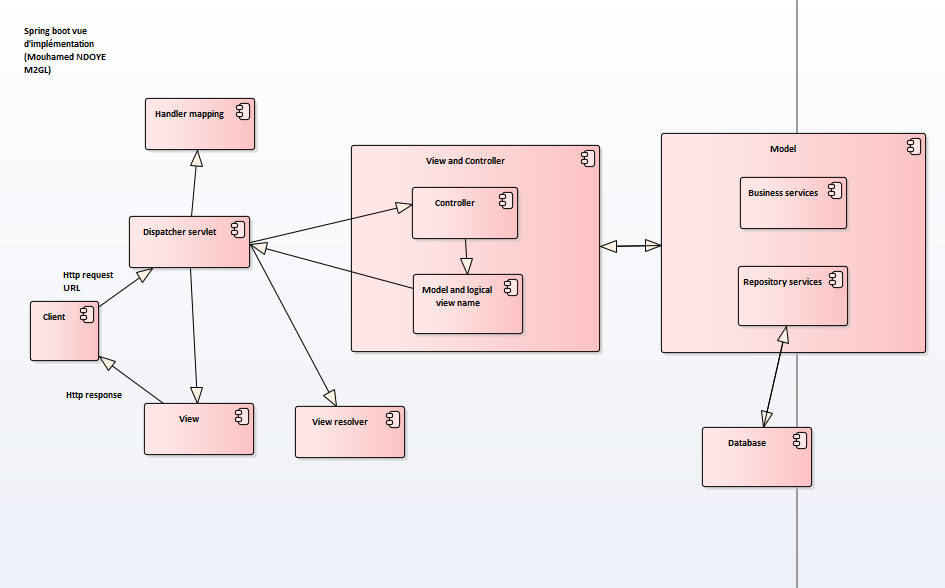 Spring boot vue
d'implémentation
(Mouhamed NDOYE
M2GL)
Handler mapping
View and Controller
Model
Controller
Business services
Dispatcher servlet
Http request
URL
Model and logical
view name
Repository services
Client
Http response
View
View resolver
Database